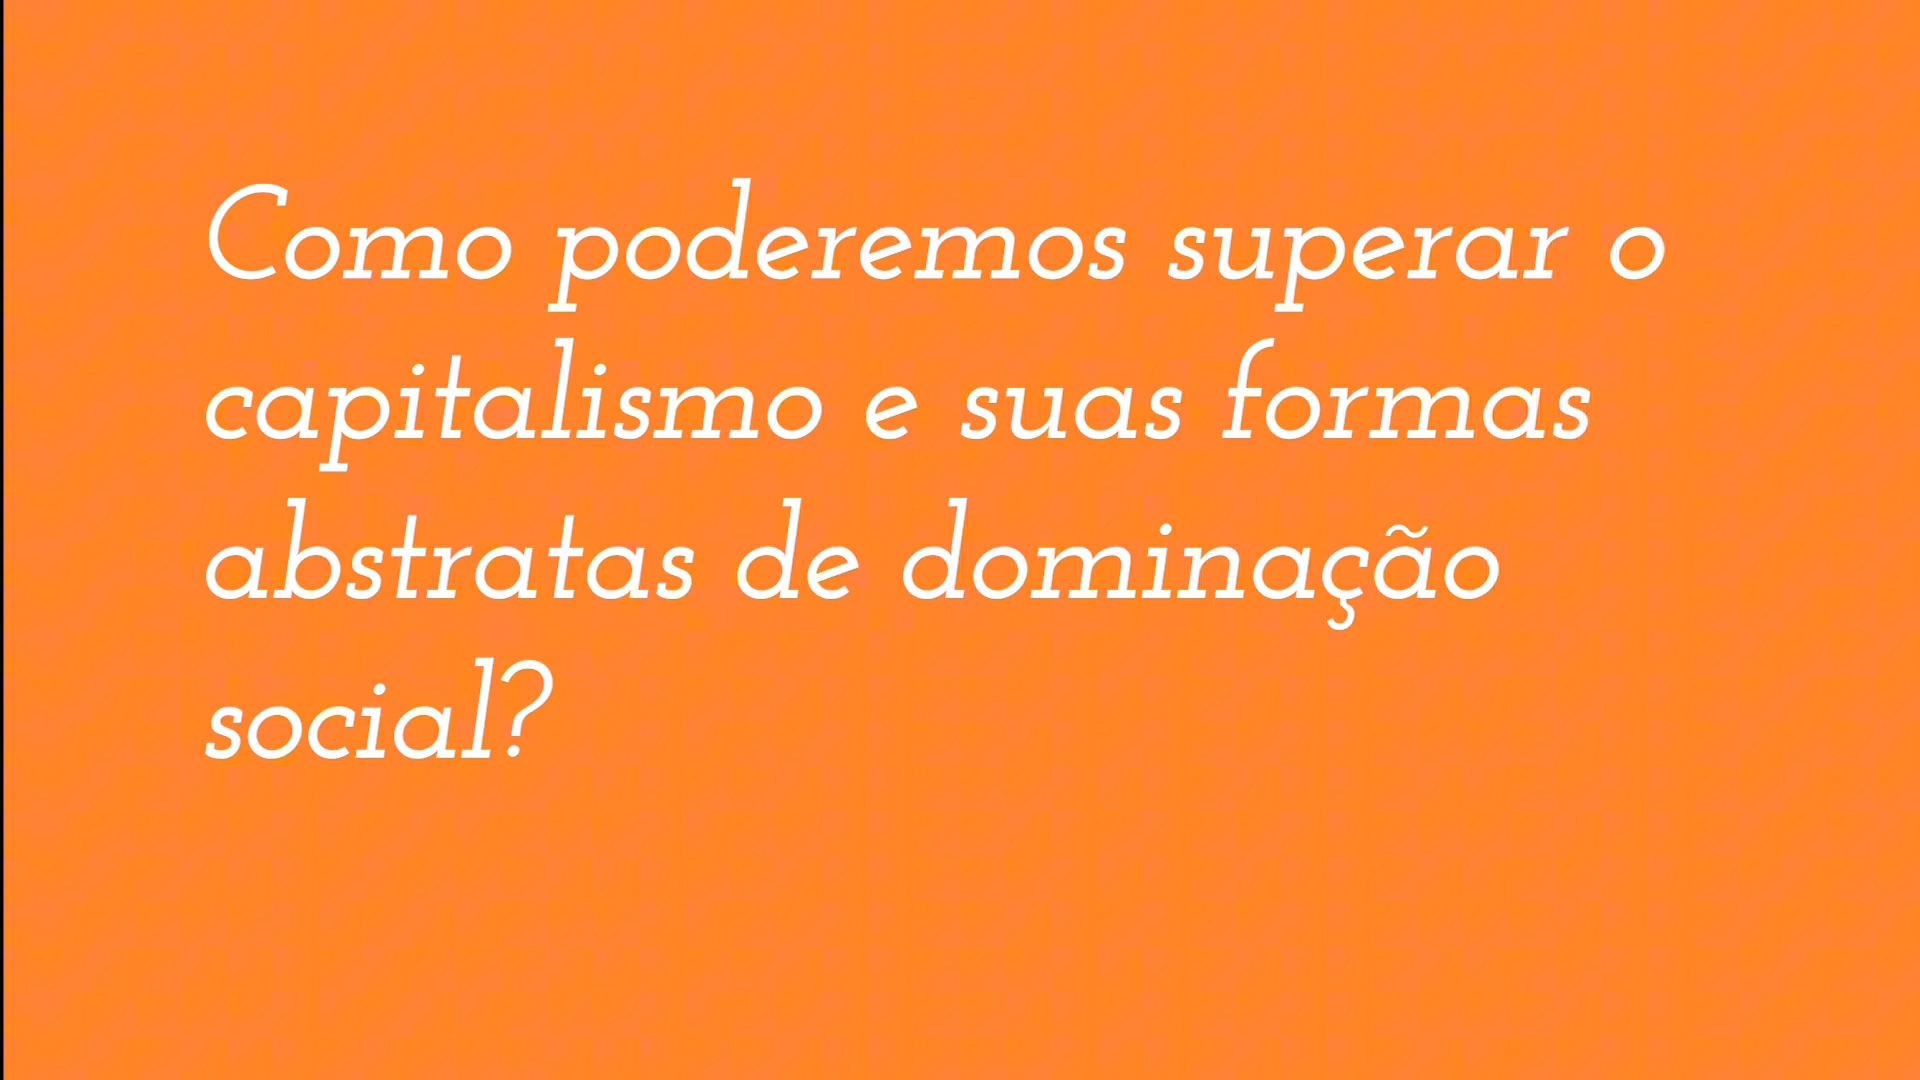 Como poderemos superar o
capitalismo e suas formas
abstratas de dominação
social?